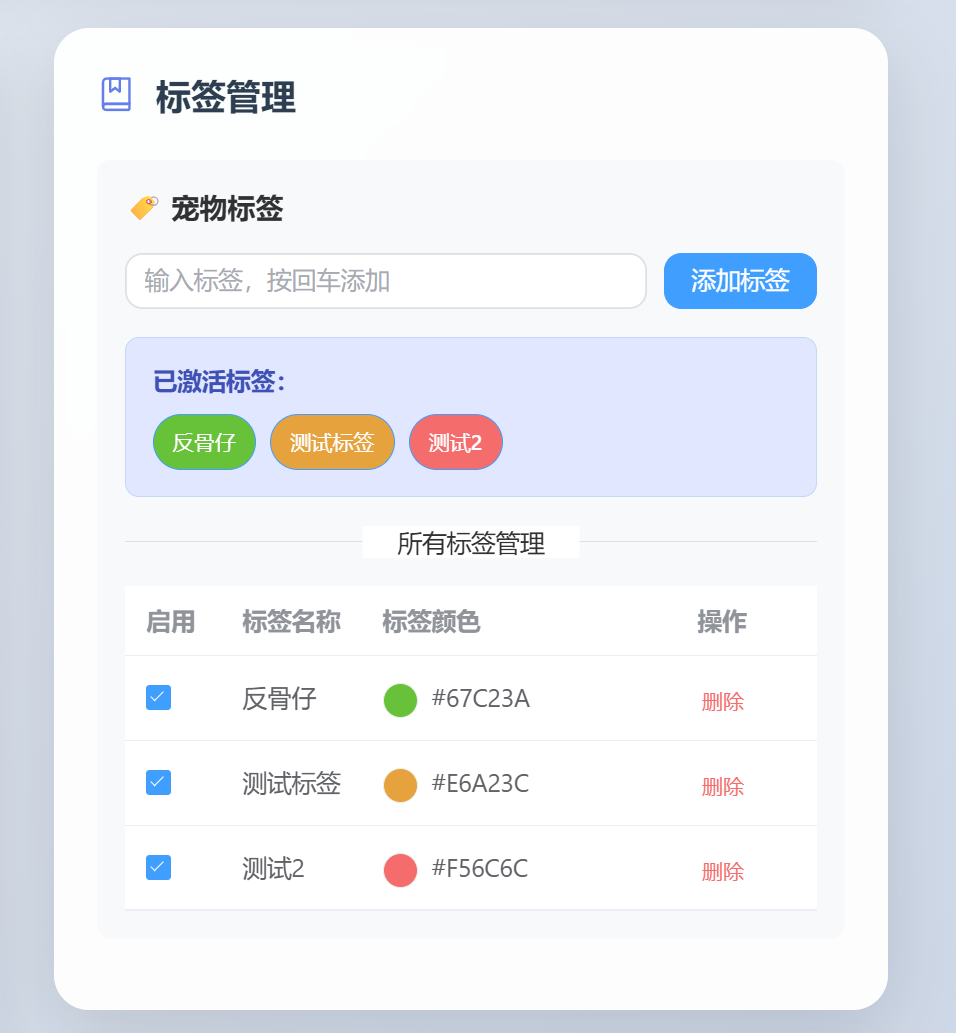 标签管理
宠物标签
输入标签，按回车添加 添加标签
已激活标签：
反骨仔 测试标签 测试2
所有标签管理
启用 标签名称 标签颜色 操作
反骨仔 #67C23A 删除
测试标签 #E6A23C 删除
测试2 #F56C6C 删除